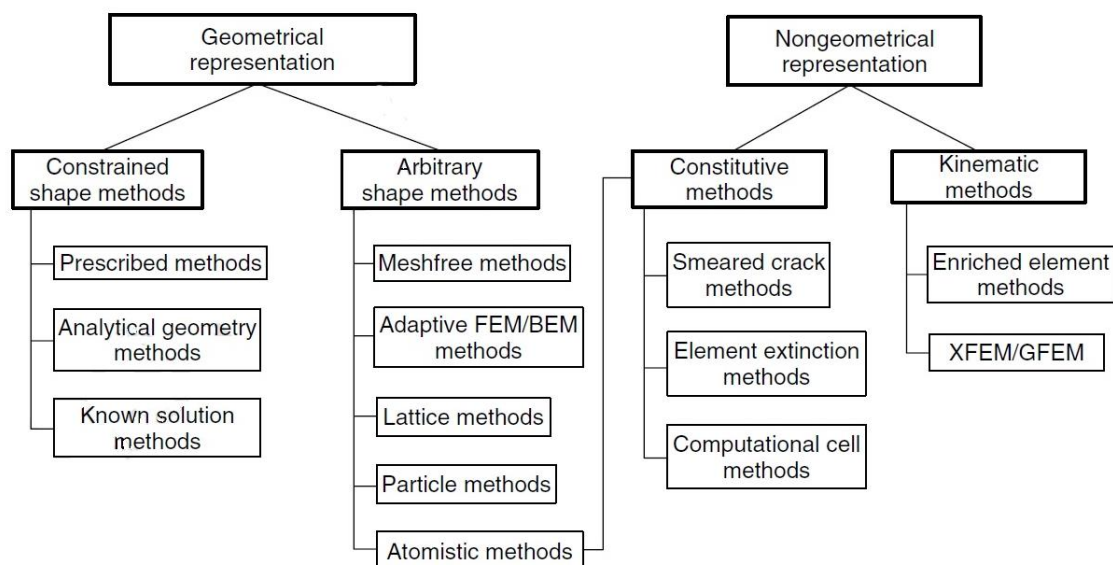 Geometrical
representation
Nongeometrical
representation
Constrained
shape methods
Arbitrary
shape methods
Constitutive
methods
Kinematic
methods
Prescribed methods
Analytical geometry
methods
Known solution
methods
Meshfree methods
Adaptive FEM/BEM
methods
Lattice methods
Particle methods
Atomistic methods
Smeared crack
methods
Element extinction
methods
Computational cell
methods
Enriched element
methods
XFEM/GFEM